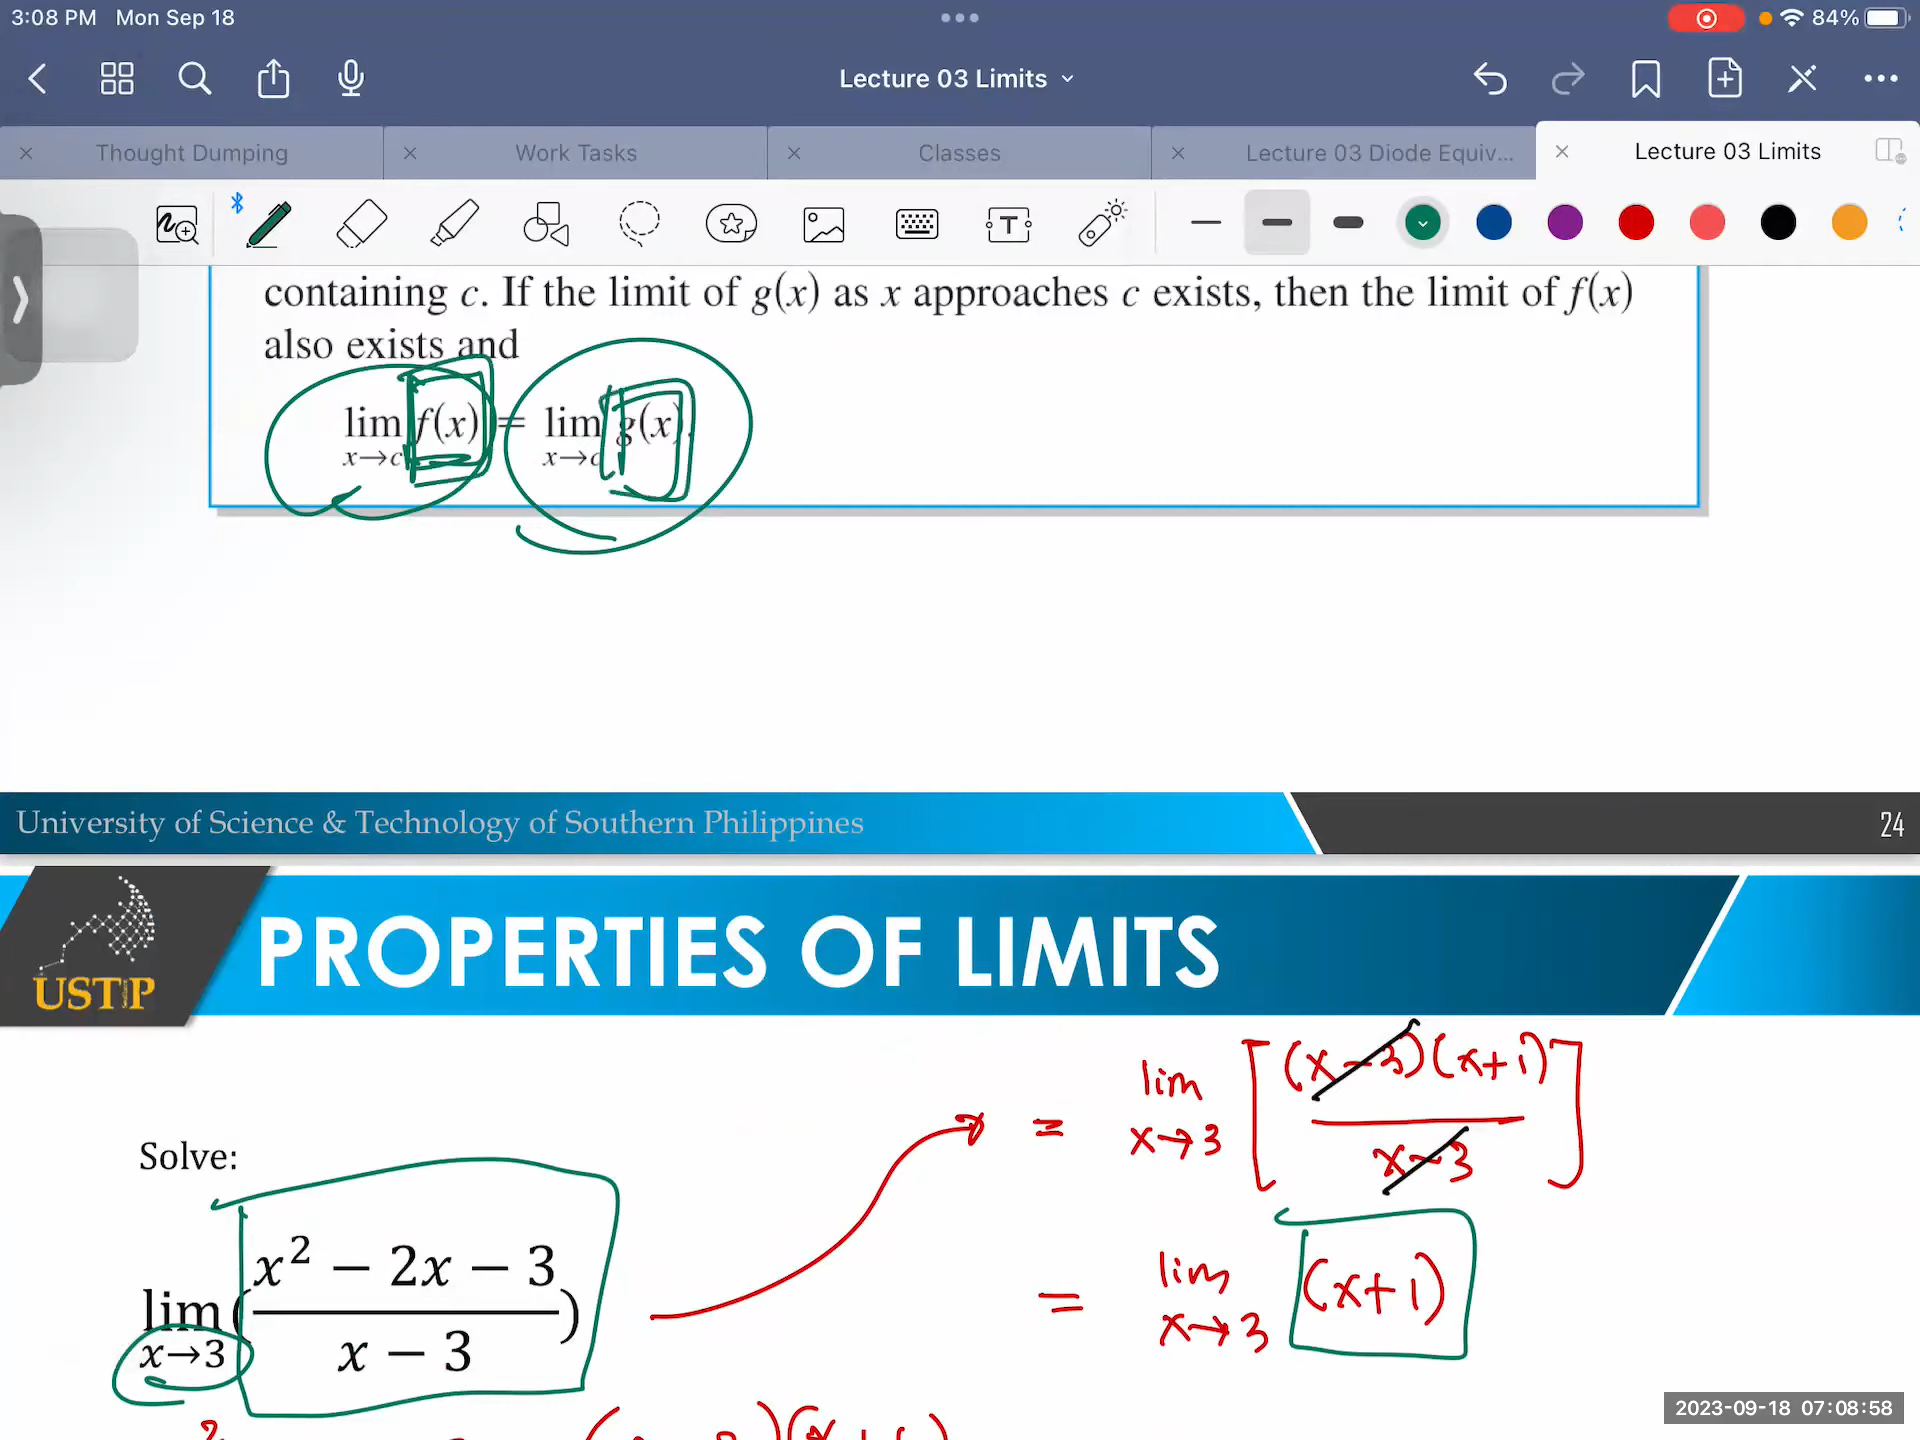 3:08 PM Mon Sep 18
84%
Lecture 03 Limits
Thought Dumping
Work Tasks
Classes
Lecture 03 Diode Equiv...
Lecture 03 Limits
T
containing c. If the limit of g(x) as x approaches c exists, then the limit of f(x)
also exists and
lim f(x) = lim g(x).
x→c x→c
University of Science & Technology of Southern Philippines
24
USTP
PROPERTIES OF LIMITS
= lim x→3 [(x-3)(x+1) / x-3]
Solve:
lim x→3 (x² − 2x − 3 / x − 3)
= lim x→3 (x+1)
2023-09-18 07:08:58